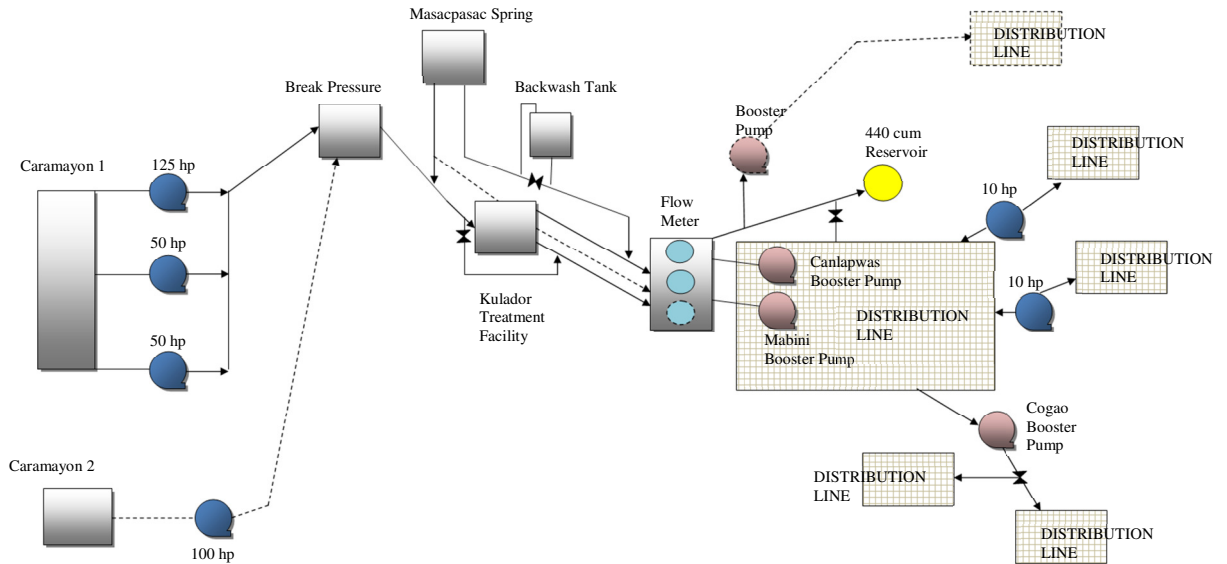 Masacpasac Spring
DISTRIBUTION
LINE
Break Pressure
Backwash Tank
Booster
Pump
440 cum
Reservoir
DISTRIBUTION
LINE
Caramayon 1
125 hp
10 hp
Flow
Meter
50 hp
Canlapwas
Booster Pump
DISTRIBUTION
LINE
10 hp
Kulador
Treatment
Facility
DISTRIBUTION
LINE
50 hp
Mabini
Booster Pump
Cogao
Booster
Pump
Caramayon 2
DISTRIBUTION
LINE
100 hp
DISTRIBUTION
LINE